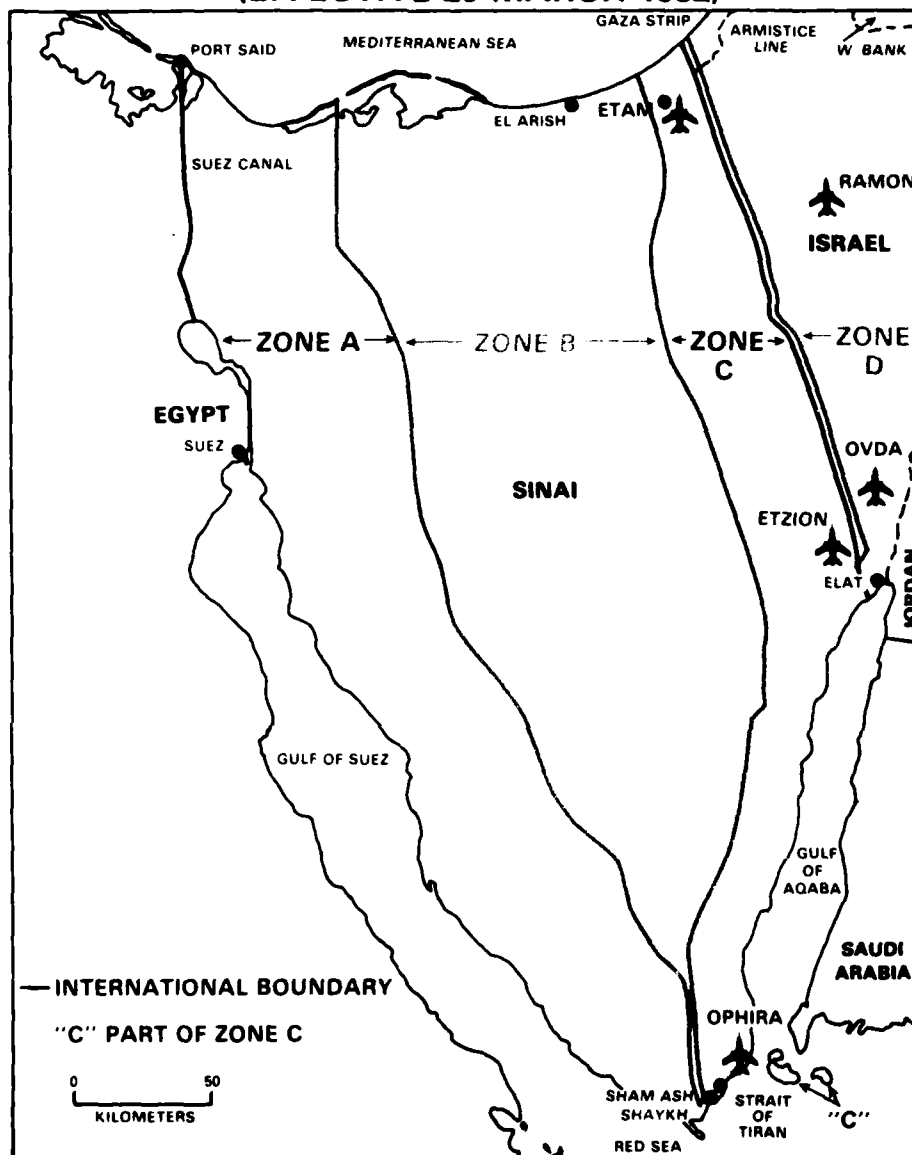 GAZA STRIP
ARMISTICE
LINE
W BANK
PORT SAID
MEDITERRANEAN SEA
EL ARISH
ETAM
SUEZ CANAL
RAMON
ISRAEL
ZONE A
ZONE B
ZONE
C
ZONE
D
EGYPT
SUEZ
OVDA
SINAI
ETZION
ELAT
JORDAN
GULF OF SUEZ
GULF
OF
AQABA
SAUDI
ARABIA
INTERNATIONAL BOUNDARY
"C" PART OF ZONE C
OPHIRA
0 50
KILOMETERS
SHAM ASH
SHAYKH
STRAIT
OF
TIRAN
"C"
RED SEA